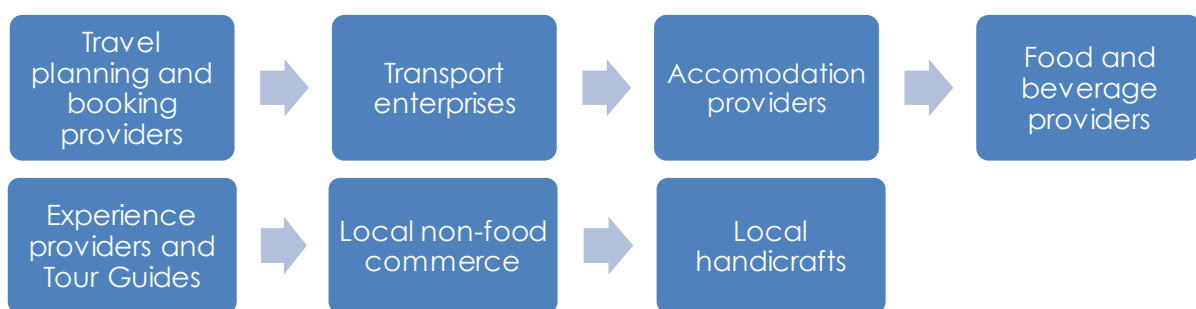 Travel
planning and
booking
providers
Transport
enterprises
Accomodation
providers
Food and
beverage
providers
Experience
providers and
Tour Guides
Local non-food
commerce
Local
handicrafts